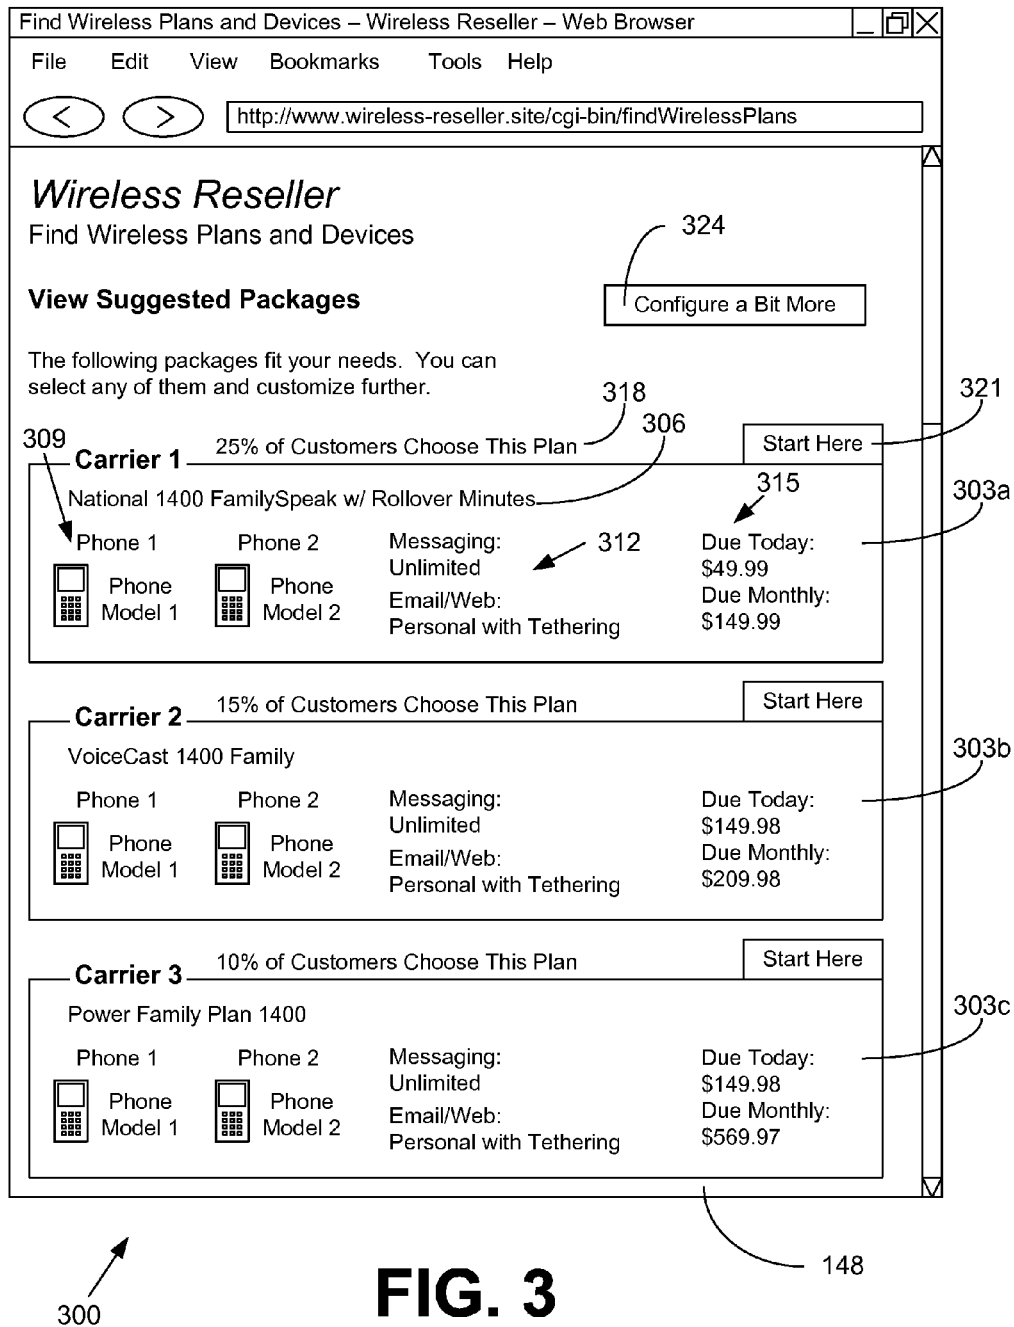 Find Wireless Plans and Devices – Wireless Reseller – Web Browser
File Edit View Bookmarks Tools Help
< > http://www.wireless-reseller.site/cgi-bin/findWirelessPlans
Wireless Reseller
Find Wireless Plans and Devices
324
View Suggested Packages
Configure a Bit More
The following packages fit your needs. You can
select any of them and customize further.
318
321
309
306
Carrier 1 25% of Customers Choose This Plan Start Here
National 1400 FamilySpeak w/ Rollover Minutes
315
303a
Phone 1 Phone 2 Messaging: 312 Due Today:
Unlimited $49.99
Phone Phone Email/Web: Due Monthly:
Model 1 Model 2 Personal with Tethering $149.99
Carrier 2 15% of Customers Choose This Plan Start Here
VoiceCast 1400 Family
303b
Phone 1 Phone 2 Messaging: Due Today:
Unlimited $149.98
Phone Phone Email/Web: Due Monthly:
Model 1 Model 2 Personal with Tethering $209.98
Carrier 3 10% of Customers Choose This Plan Start Here
Power Family Plan 1400
303c
Phone 1 Phone 2 Messaging: Due Today:
Unlimited $149.98
Phone Phone Email/Web: Due Monthly:
Model 1 Model 2 Personal with Tethering $569.97
148
300
FIG. 3